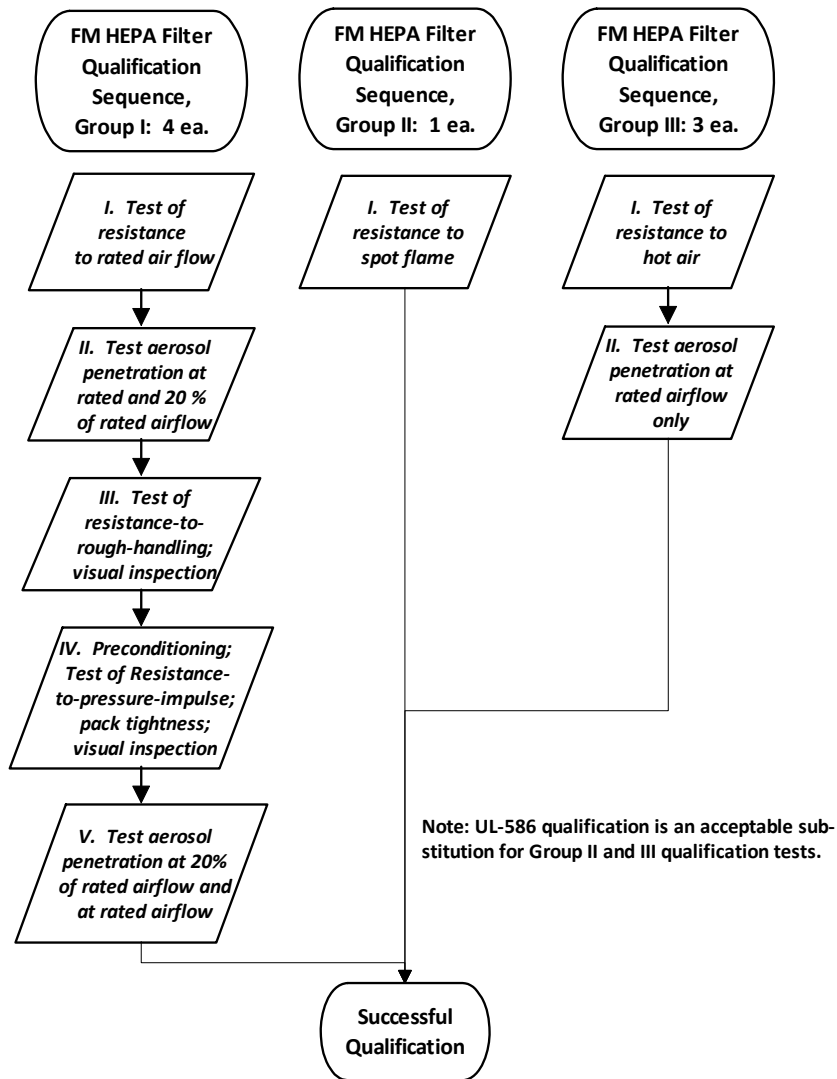 FM HEPA Filter
Qualification
Sequence,
Group I:  4 ea.
FM HEPA Filter
Qualification
Sequence,
Group II:  1 ea.
FM HEPA Filter
Qualification
Sequence,
Group III: 3 ea.
I.  Test of
resistance
to rated air flow
I.  Test of
resistance to
spot flame
I.  Test of
resistance to
hot air
II.  Test aerosol
penetration at
rated and 20 %
of rated airflow
II.  Test aerosol
penetration at
rated airflow
only
III.  Test of
resistance-to-
rough-handling;
visual inspection
IV.  Preconditioning;
Test of Resistance-
to-pressure-impulse;
pack tightness;
visual inspection
V.  Test aerosol
penetration at 20%
of rated airflow and
at rated airflow
Note: UL-586 qualification is an acceptable sub-
stitution for Group II and III qualification tests.
Successful
Qualification